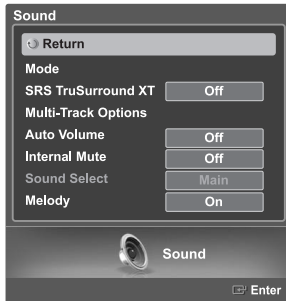 Sound
Return
Mode
SRS TruSurround XT Off
Multi-Track Options
Auto Volume Off
Internal Mute Off
Sound Select Main
Melody On
Sound
Enter